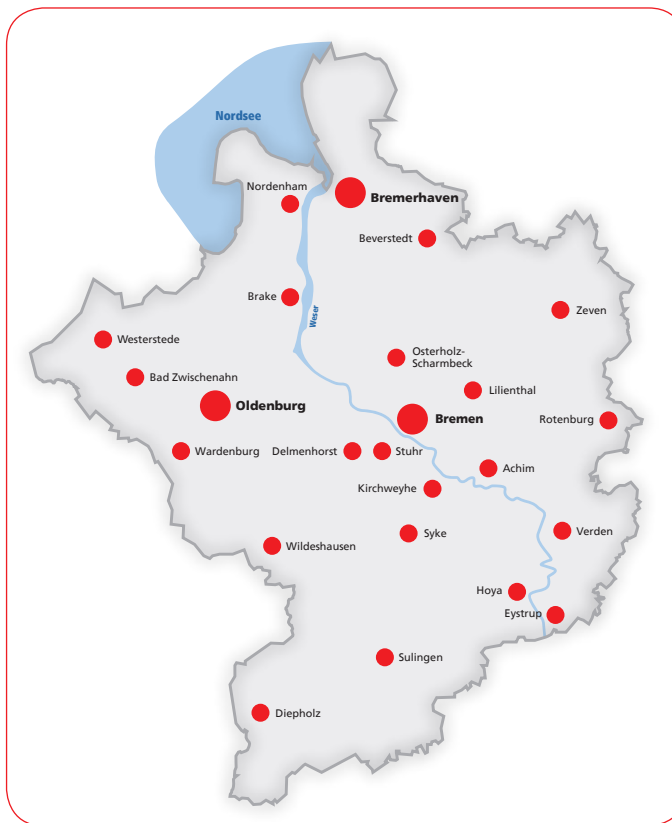 Nordsee
Nordenham
Bremerhaven
Beverstedt
Brake
Weser
Zeven
Westerstede
Osterholz-
Scharmbeck
Bad Zwischenahn
Lilienthal
Oldenburg
Bremen
Rotenburg
Wardenburg
Delmenhorst
Stuhr
Achim
Kirchweyhe
Syke
Verden
Wildeshausen
Hoya
Eystrup
Sulingen
Diepholz